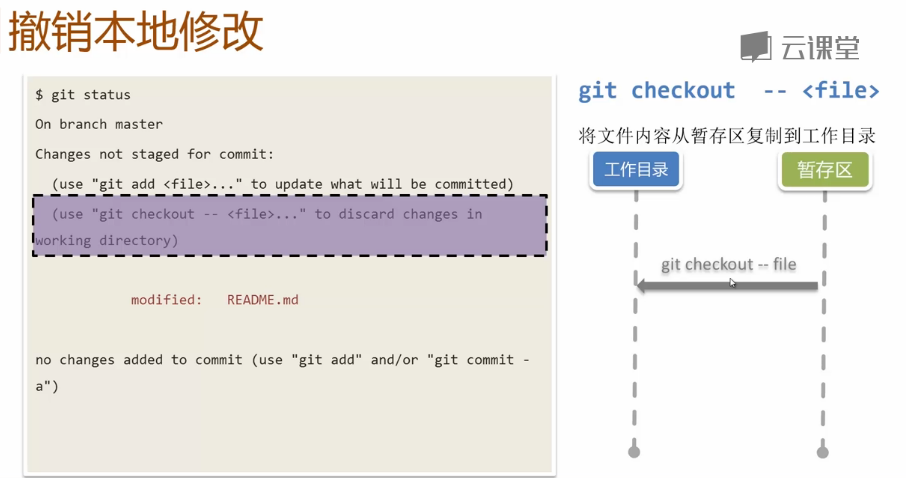 撤销本地修改
云课堂
$ git status
On branch master
Changes not staged for commit:
(use "git add <file>..." to update what will be committed)
(use "git checkout -- <file>..." to discard changes in
working directory)
modified: README.md
no changes added to commit (use "git add" and/or "git commit -
a")
git checkout -- <file>
将文件内容从暂存区复制到工作目录
工作目录
暂存区
git checkout -- file